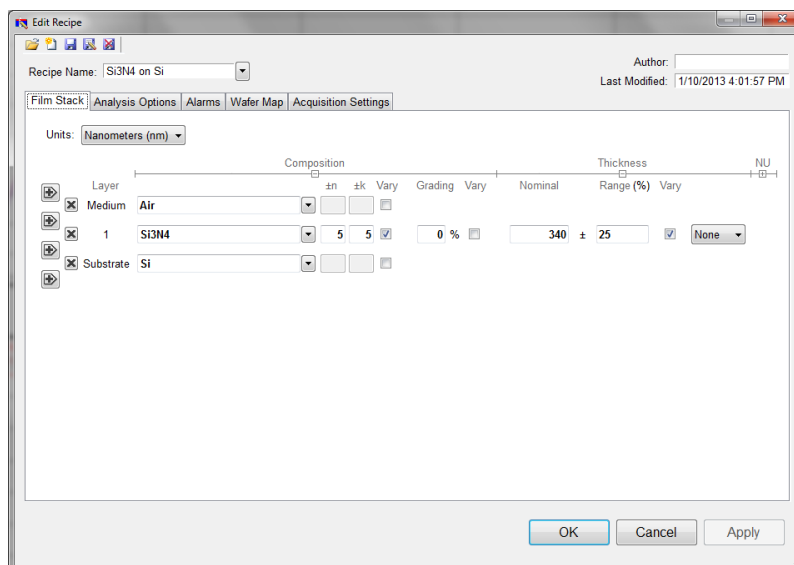 Edit Recipe
Author:
Recipe Name: Si3N4 on Si
Last Modified: 1/10/2013 4:01:57 PM
Film Stack Analysis Options Alarms Wafer Map Acquisition Settings
Units: Nanometers (nm)
Composition Thickness NU
Layer ±n ±k Vary Grading Vary Nominal Range (%) Vary
Medium Air
1 Si3N4 5 5 0 % 340 ± 25 None
Substrate Si
OK Cancel Apply